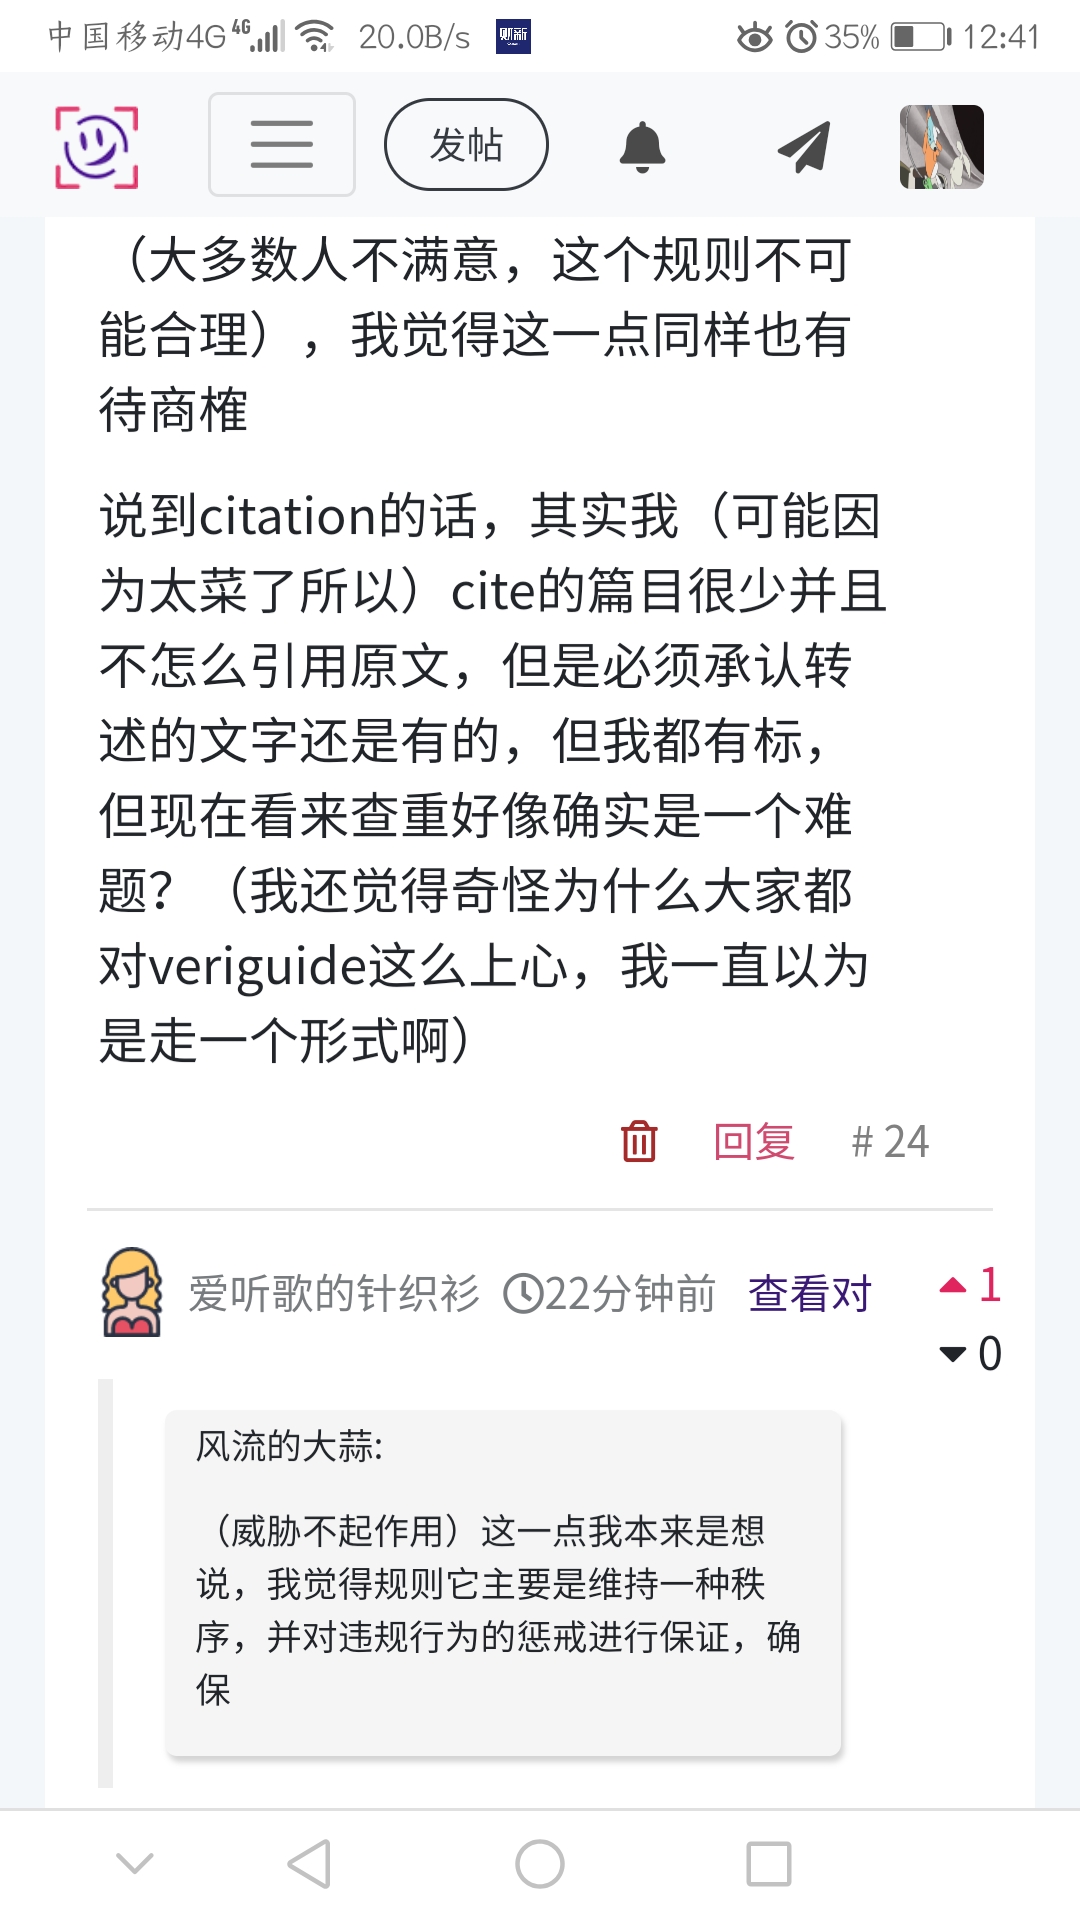 中国移动4G 4G 20.0B/s 财新 35% 12:41
发帖
（大多数人不满意，这个规则不可
能合理），我觉得这一点同样也有
待商榷
说到citation的话，其实我（可能因
为太菜了所以）cite的篇目很少并且
不怎么引用原文，但是必须承认转
述的文字还是有的，但我都有标，
但现在看来查重好像确实是一个难
题？（我还觉得奇怪为什么大家都
对veriguide这么上心，我一直以为
是走一个形式啊）
回复 # 24
爱听歌的针织衫 22分钟前 查看对 1
0
风流的大蒜:
（威胁不起作用）这一点我本来是想
说，我觉得规则它主要是维持一种秩
序，并对违规行为的惩戒进行保证，确
保